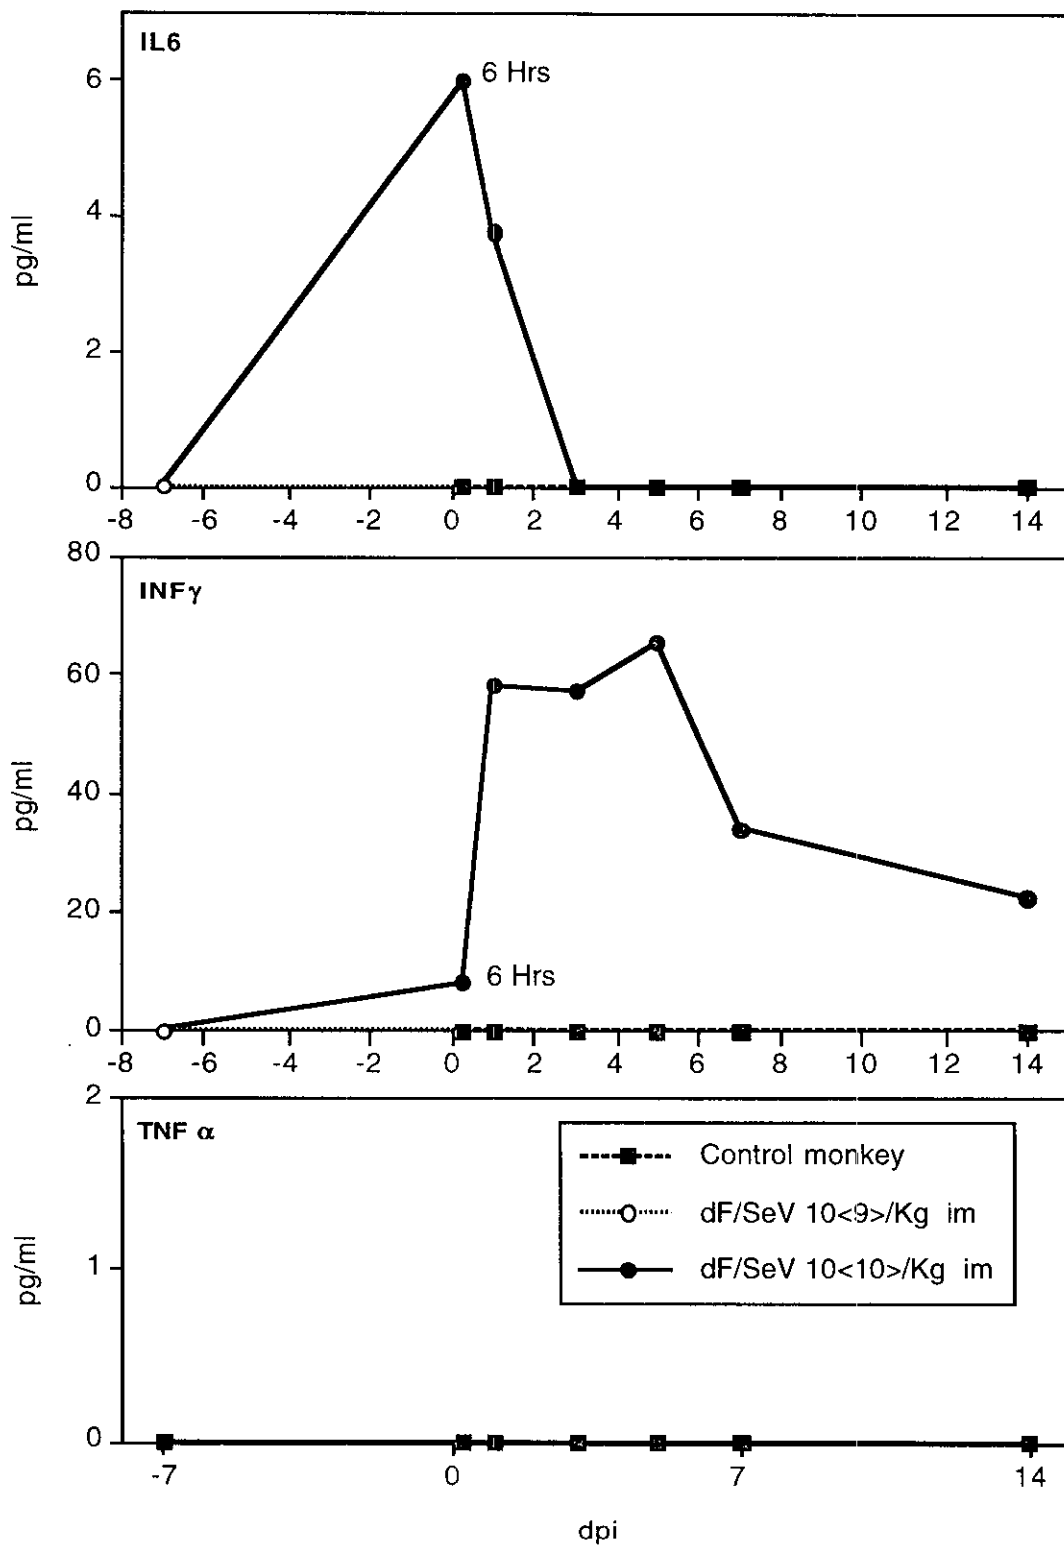 IL6
6 Hrs
6
4
2
0
pg/ml
-8 -6 -4 -2 0 2 4 6 8 10 12 14
80
INFγ
60
40
20
0
pg/ml
6 Hrs
-8 -6 -4 -2 0 2 4 6 8 10 12 14
2
TNF α
1
0
pg/ml
Control monkey
dF/SeV 10<9>/Kg im
dF/SeV 10<10>/Kg im
-7 0 7 14
dpi